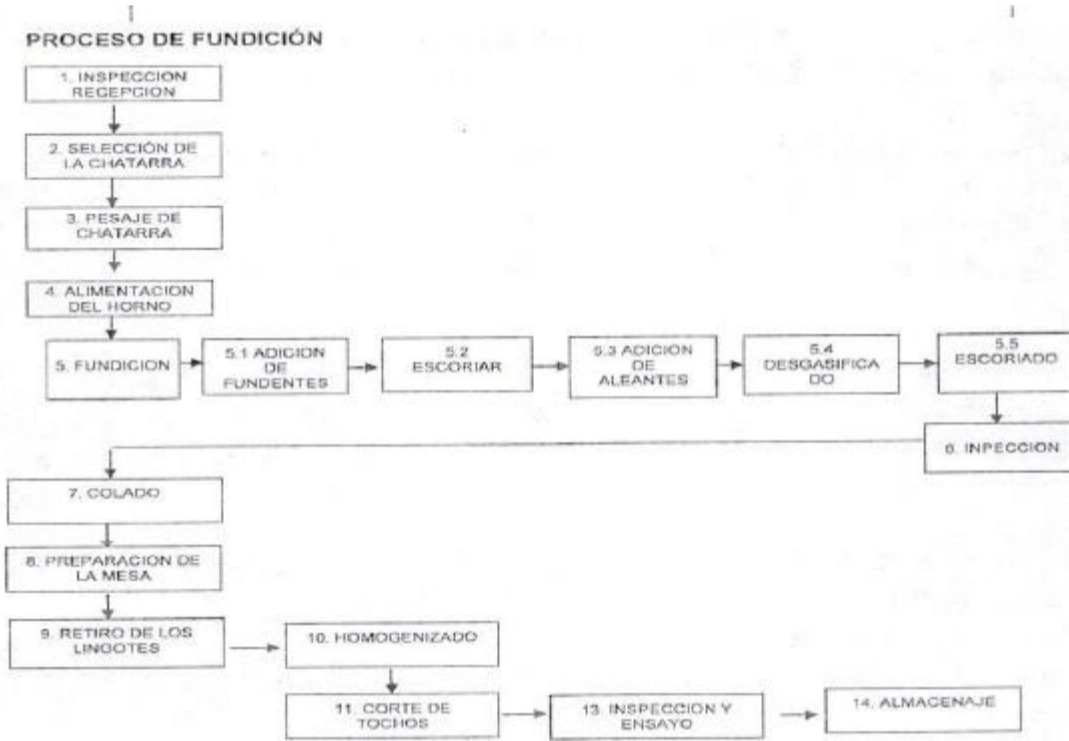 PROCESO DE FUNDICIÓN
1. INSPECCION
RECEPCION
2. SELECCIÓN DE
LA CHATARRA
3. PESAJE DE
CHATARRA
4. ALIMENTACION
DEL HORNO
5. FUNDICION
5.1 ADICION
DE
FUNDENTES
5.2
ESCORIAR
5.3 ADICION
DE
ALEANTES
5.4
DESGASIFICA
DO
5.5
ESCORIADO
6. INPECCION
7. COLADO
8. PREPARACION DE
LA MESA
9. RETIRO DE LOS
LINGOTES
10. HOMOGENIZADO
11. CORTE DE
TOCHOS
13. INSPECCION Y
ENSAYO
14. ALMACENAJE